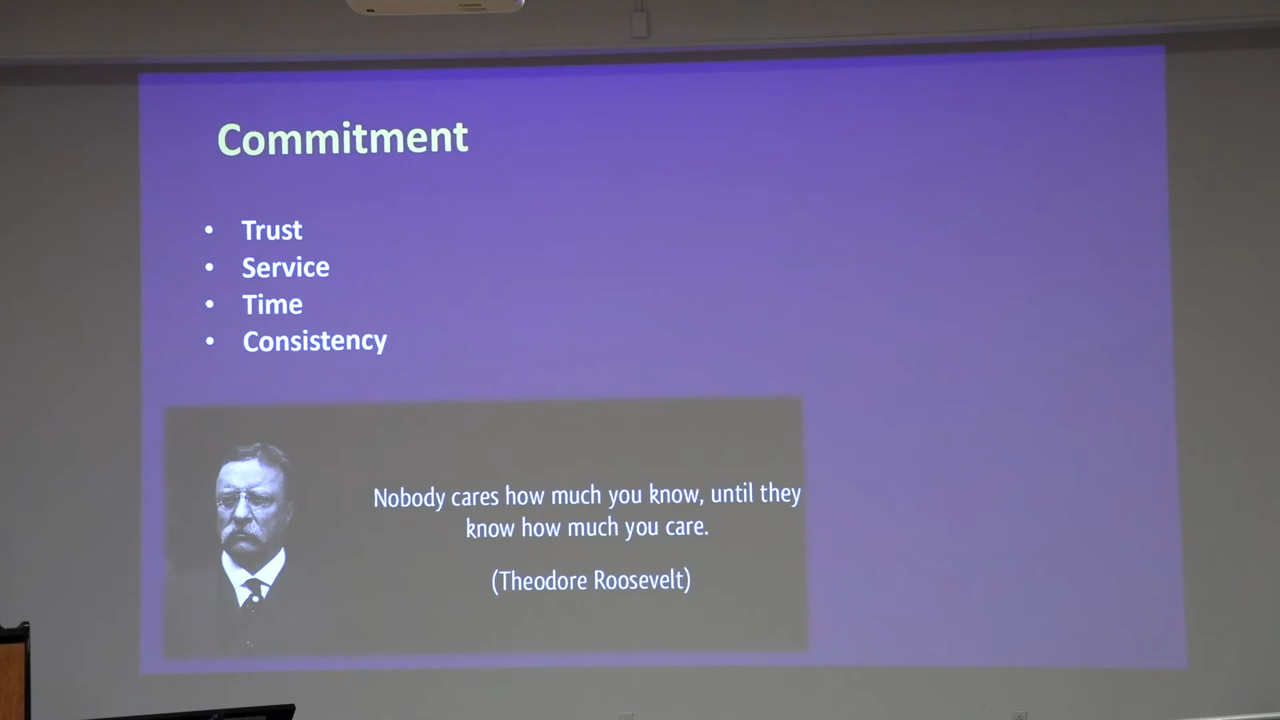 Commitment
• Trust
• Service
• Time
• Consistency
Nobody cares how much you know, until they
know how much you care.
(Theodore Roosevelt)